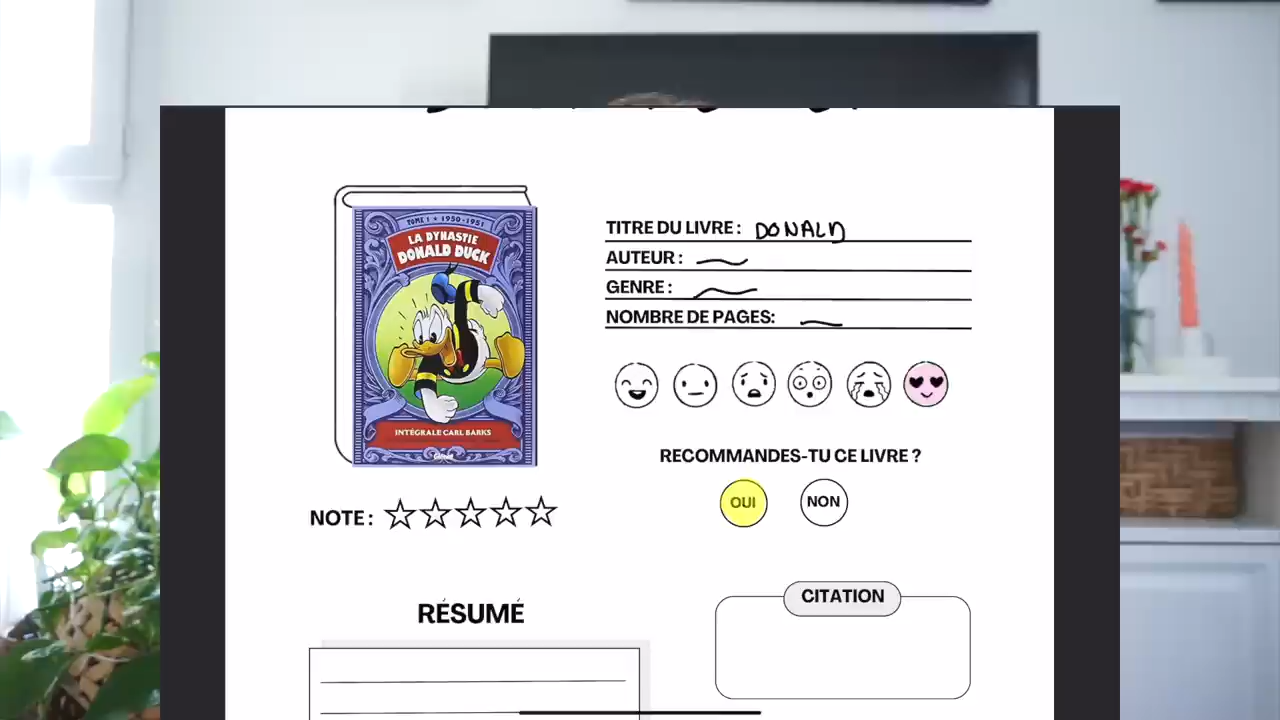 TOME 1 • 1950-1951
LA DYNASTIE
DONALD DUCK
INTÉGRALE CARL BARKS
Glénat
TITRE DU LIVRE : DONALD
AUTEUR :
GENRE :
NOMBRE DE PAGES:
RECOMMANDES-TU CE LIVRE ?
OUI NON
NOTE :
RÉSUMÉ
CITATION